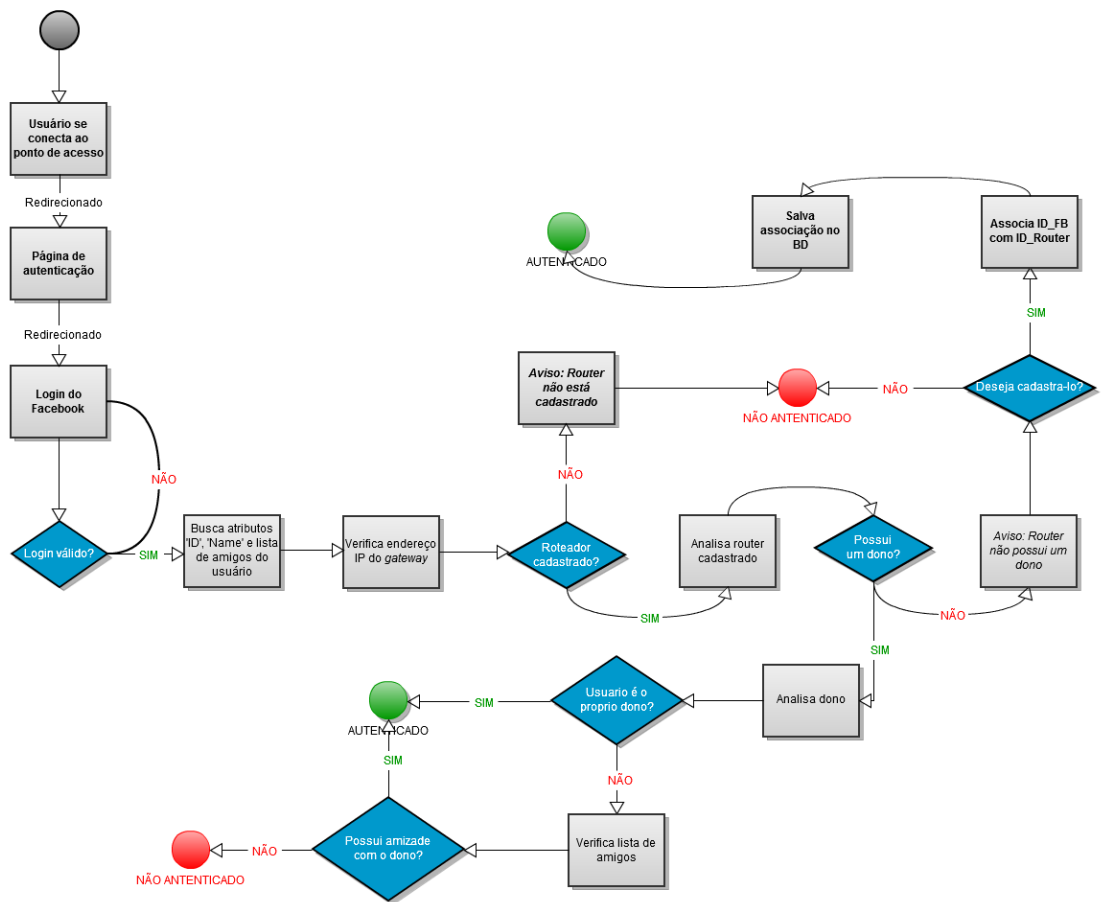 Usuário se
conecta ao
ponto de acesso
Redirecionado
Página de
autenticação
Redirecionado
Login do
Facebook
NÃO
Login válido?
SIM
Busca atributos
'ID', 'Name' e lista
de amigos do
usuário
Verifica endereço
IP do gateway
Roteador
cadastrado?
NÃO
Aviso: Router
não está
cadastrado
NÃO ANTENTICADO
SIM
Analisa router
cadastrado
Possui
um dono?
NÃO
Aviso: Router
não possui um
dono
Deseja cadastra-lo?
NÃO
SIM
Associa ID_FB
com ID_Router
Salva
associação no
BD
AUTENTICADO
SIM
Analisa dono
Usuario é o
proprio dono?
SIM
AUTENTICADO
NÃO
Verifica lista de
amigos
Possui amizade
com o dono?
SIM
NÃO
NÃO ANTENTICADO